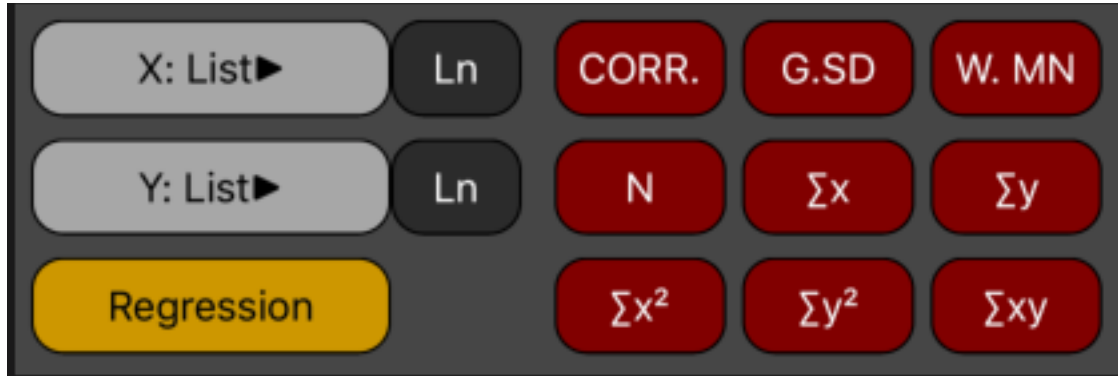 X: List▶ Ln CORR. G.SD W. MN
Y: List▶ Ln N ∑x ∑y
Regression ∑x² ∑y² ∑xy